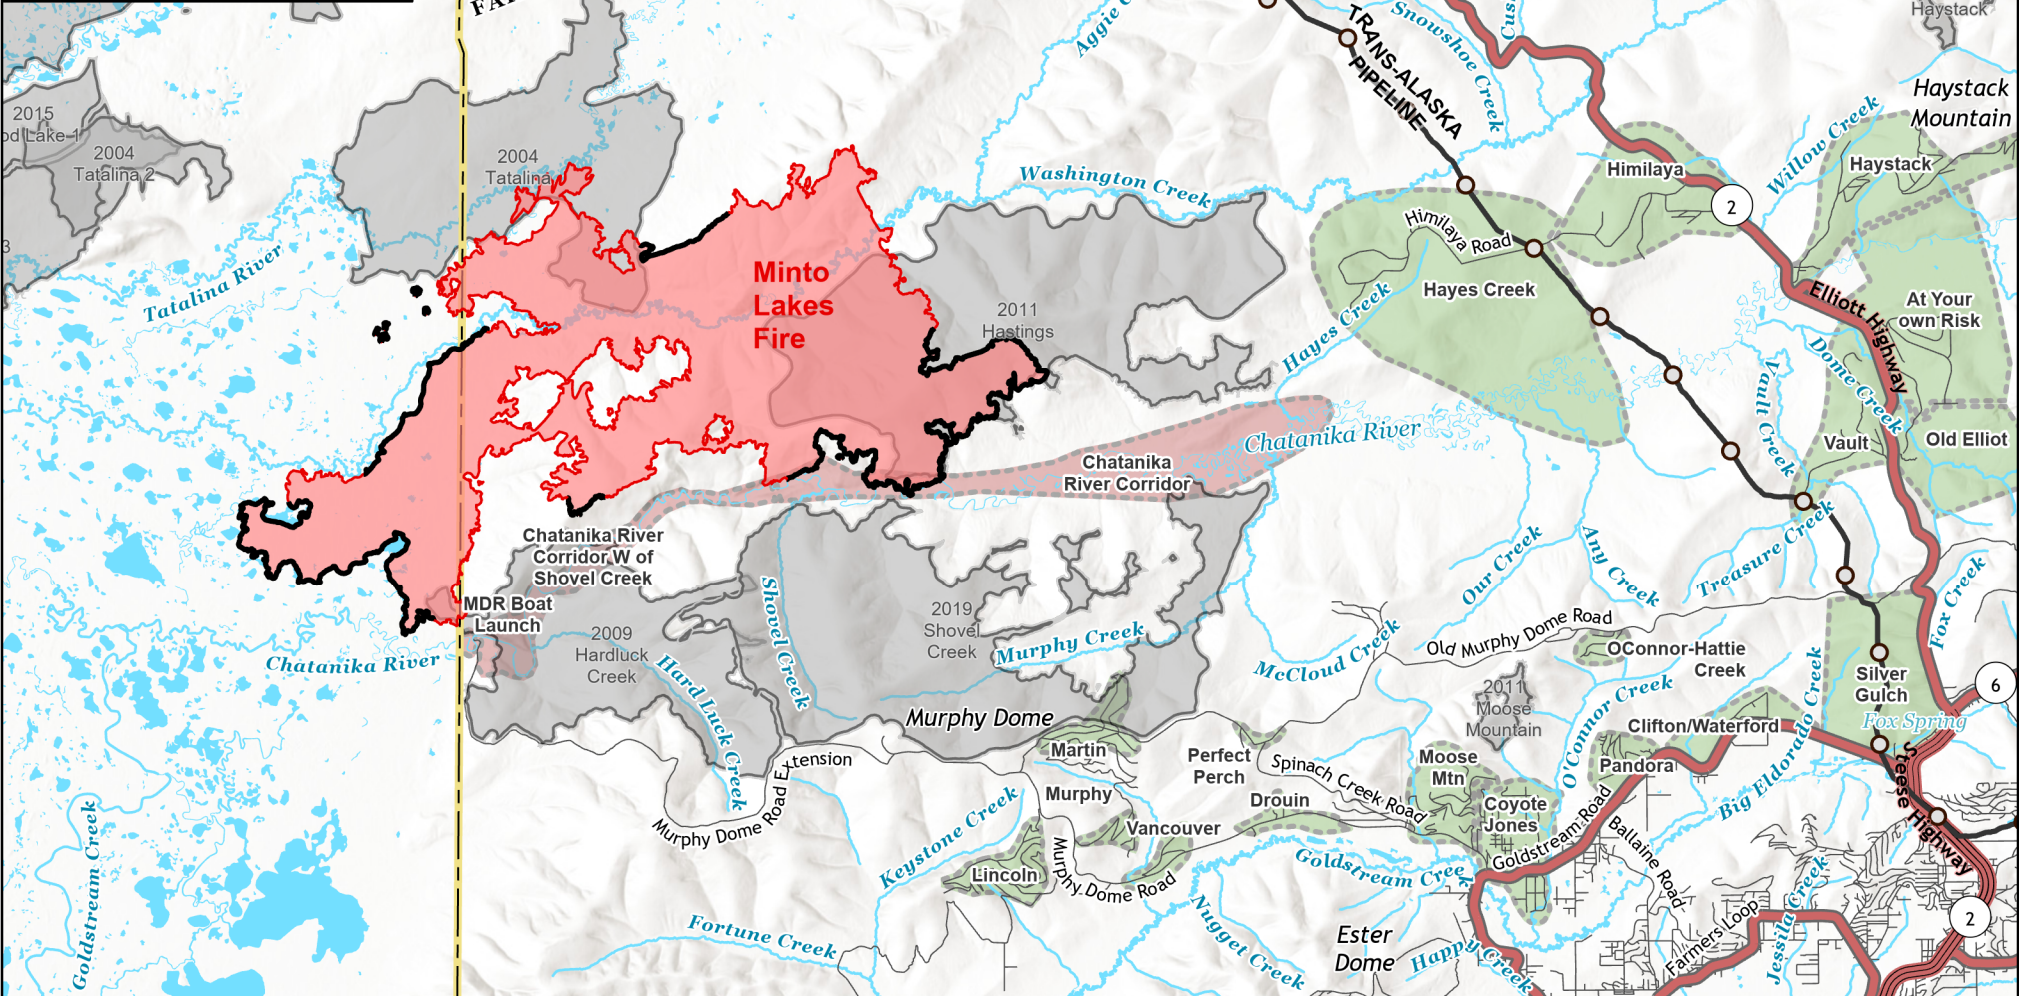 FA
Aggie C
TRANS-ALASKA
PIPELINE
Snowshoe Creek
Cus
Haystack
Haystack
Mountain
2015
od Lake 1
2004
Tatalina 2
2004
Tatalina
3
Washington Creek
Himilaya
2
Willow Creek
Haystack
Himilaya Road
Hayes Creek
Tatalina River
Minto
Lakes
Fire
2011
Hastings
Hayes Creek
Elliott Highway
At Your
own Risk
Dome Creek
Vault Creek
Vault
Old Elliot
Chatanika River
Chatanika
River Corridor
Chatanika River
Corridor W of
Shovel Creek
MDR Boat
Launch
Chatanika River
2009
Hardluck
Creek
Hard Luck Creek
Shovel Creek
2019
Shovel
Creek
Murphy Creek
Murphy Dome
McCloud Creek
Our Creek
Any Creek
Treasure Creek
Old Murphy Dome Road
OConnor-Hattie
Creek
Fox Creek
2011
Moose
Mountain
O'Connor Creek
Silver
Gulch
6
Fox Spring
Clifton/Waterford
Pandora
Big Eldorado Creek
Steese Highway
Martin
Perfect
Perch
Spinach Creek Road
Moose
Mtn
Murphy Dome Road Extension
Murphy
Drouin
Coyote
Jones
Vancouver
Keystone Creek
Lincoln
Murphy Dome Road
Goldstream Road
Ballaine Road
Goldstream Creek
Goldstream Creek
Fortune Creek
Nugget Creek
Ester
Dome
Happy Creek
Farmers Loop
Jessila Creek
2